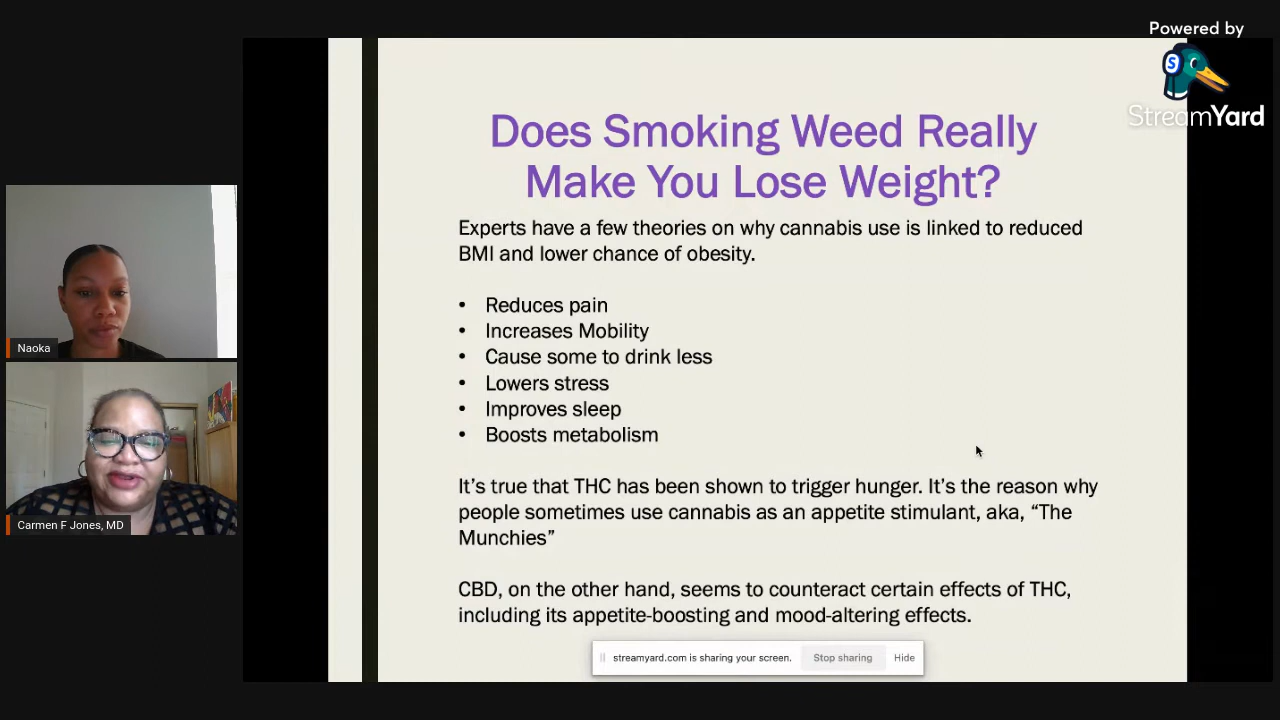 Powered by
S
StreamYard
Does Smoking Weed Really
Make You Lose Weight?
Experts have a few theories on why cannabis use is linked to reduced
BMI and lower chance of obesity.
• Reduces pain
• Increases Mobility
• Cause some to drink less
• Lowers stress
• Improves sleep
• Boosts metabolism
It’s true that THC has been shown to trigger hunger. It’s the reason why
people sometimes use cannabis as an appetite stimulant, aka, “The
Munchies”
CBD, on the other hand, seems to counteract certain effects of THC,
including its appetite-boosting and mood-altering effects.
Naoka
Carmen F Jones, MD
streamyard.com is sharing your screen. Stop sharing Hide